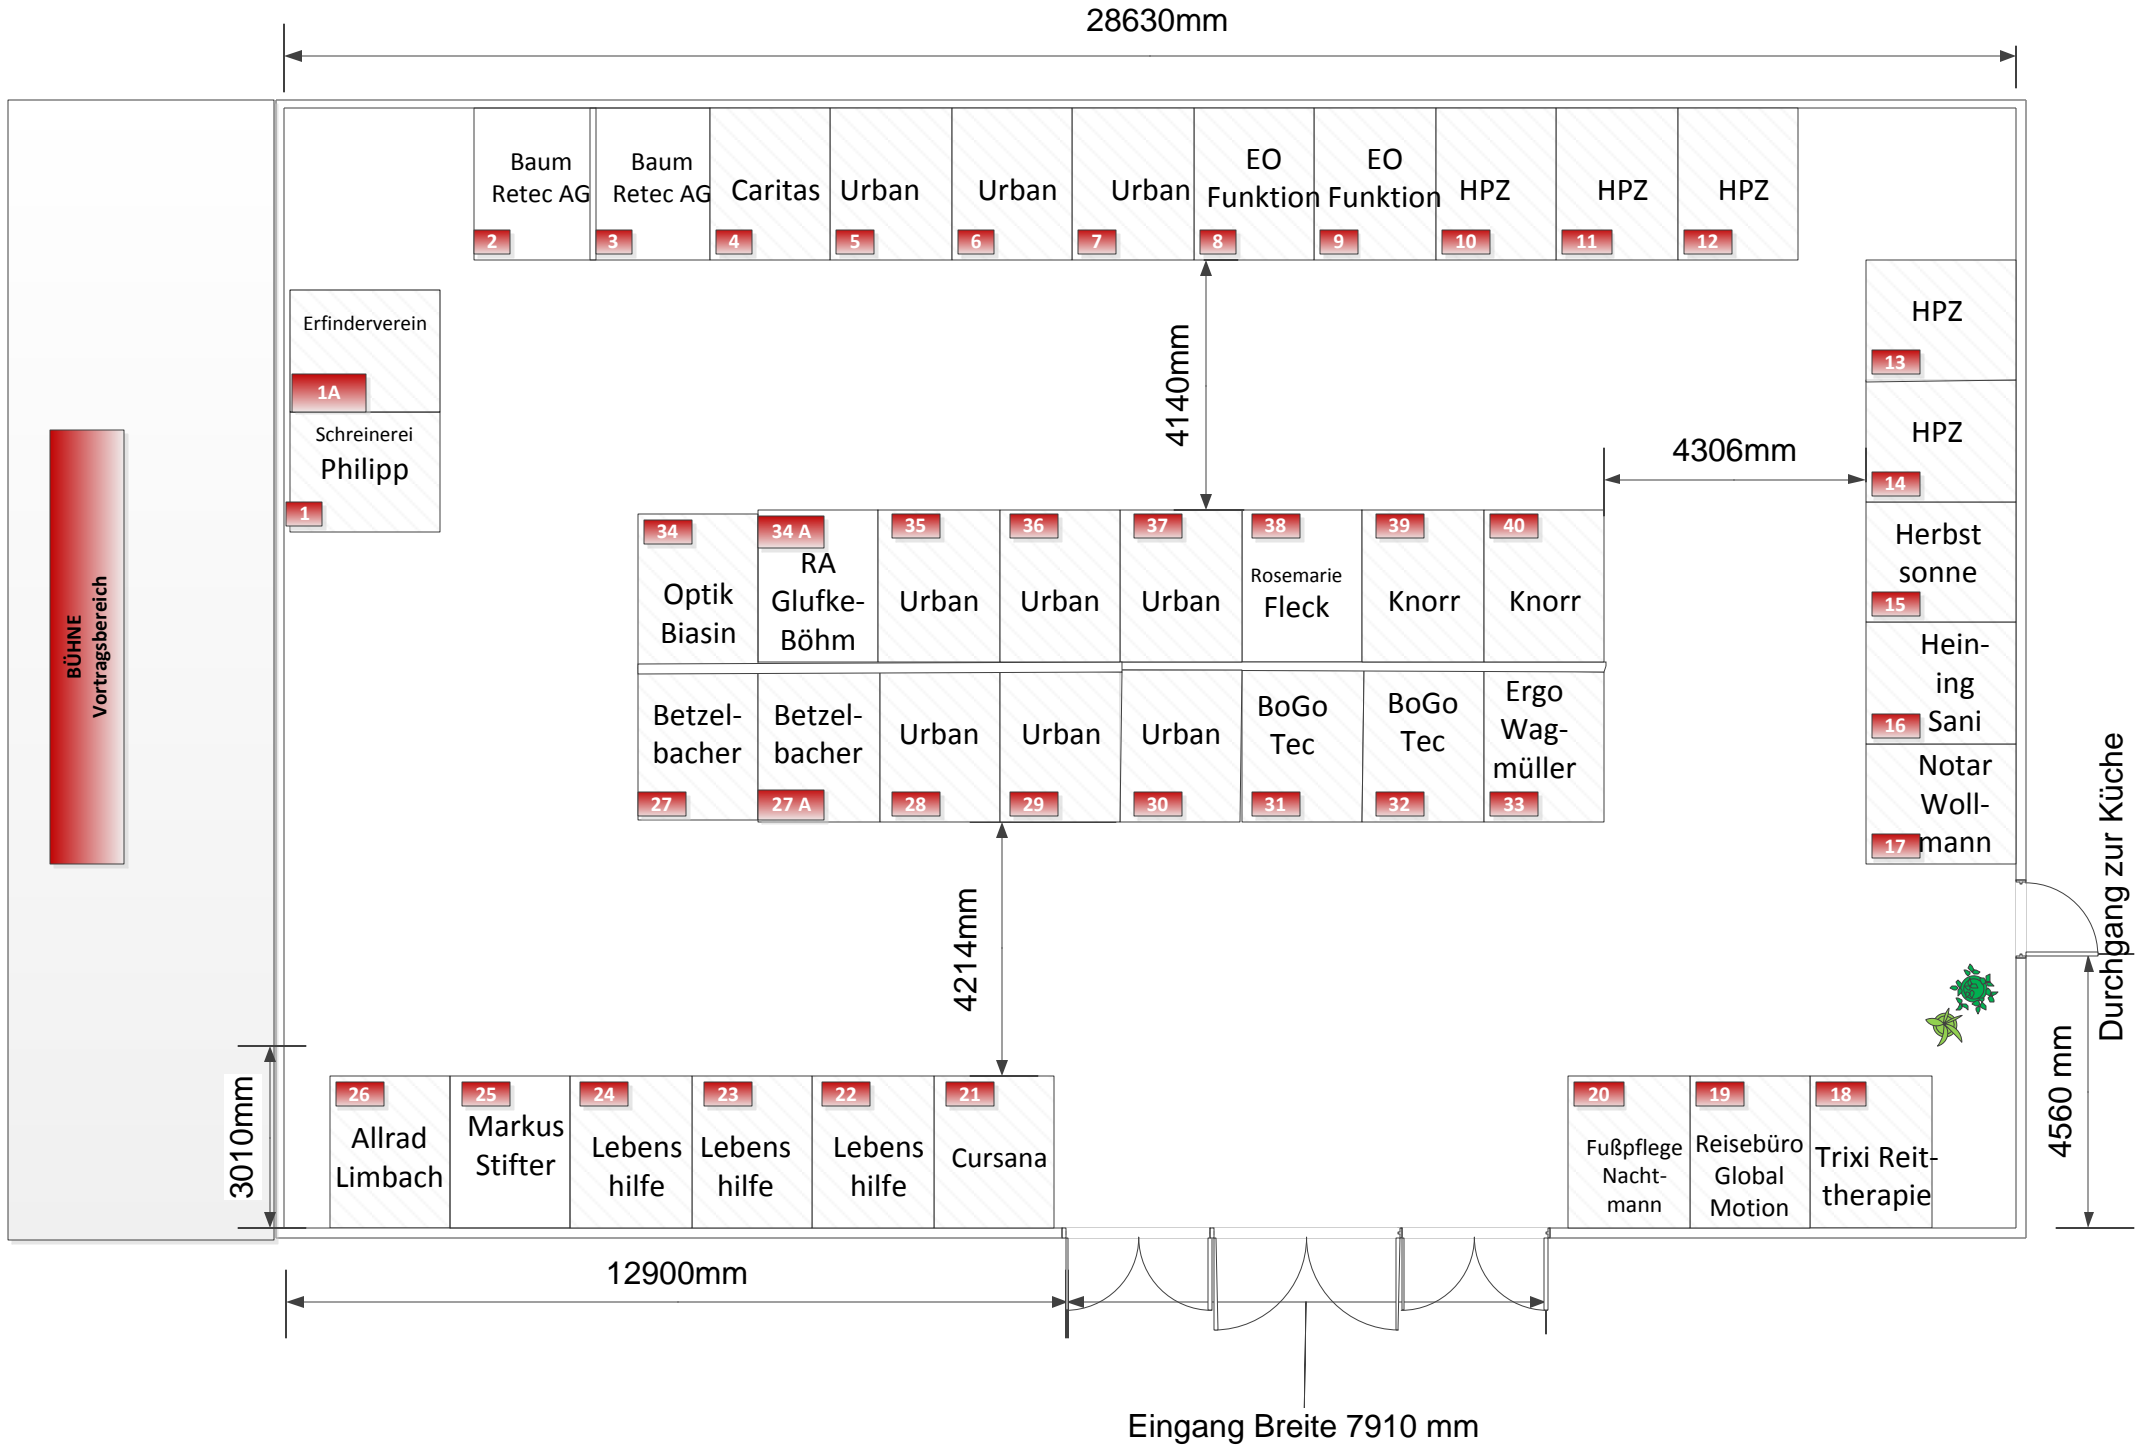 28630mm
Baum
Retec AG
2
Baum
Retec AG
3
Caritas
4
Urban
5
Urban
6
Urban
7
EO
Funktion
8
EO
Funktion
9
HPZ
10
HPZ
11
HPZ
12
Erfinderverein
1A
Schreinerei
Philipp
1
BÜHNE
Vortragsbereich
4140mm
4306mm
HPZ
13
HPZ
14
Herbst
sonne
15
Hein-
ing
Sani
16
Notar
Woll-
mann
17
34
Optik
Biasin
34 A
RA
Glufke-
Böhm
35
Urban
36
Urban
37
Urban
38
Rosemarie
Fleck
39
Knorr
40
Knorr
Betzel-
bacher
27
Betzel-
bacher
27 A
Urban
28
Urban
29
Urban
30
BoGo
Tec
31
BoGo
Tec
32
Ergo
Wag-
müller
33
Durchgang zur Küche
4214mm
3010mm
4560 mm
26
Allrad
Limbach
25
Markus
Stifter
24
Lebens
hilfe
23
Lebens
hilfe
22
Lebens
hilfe
21
Cursana
20
Fußpflege
Nacht-
mann
19
Reisebüro
Global
Motion
18
Trixi Reit-
therapie
12900mm
Eingang Breite 7910 mm